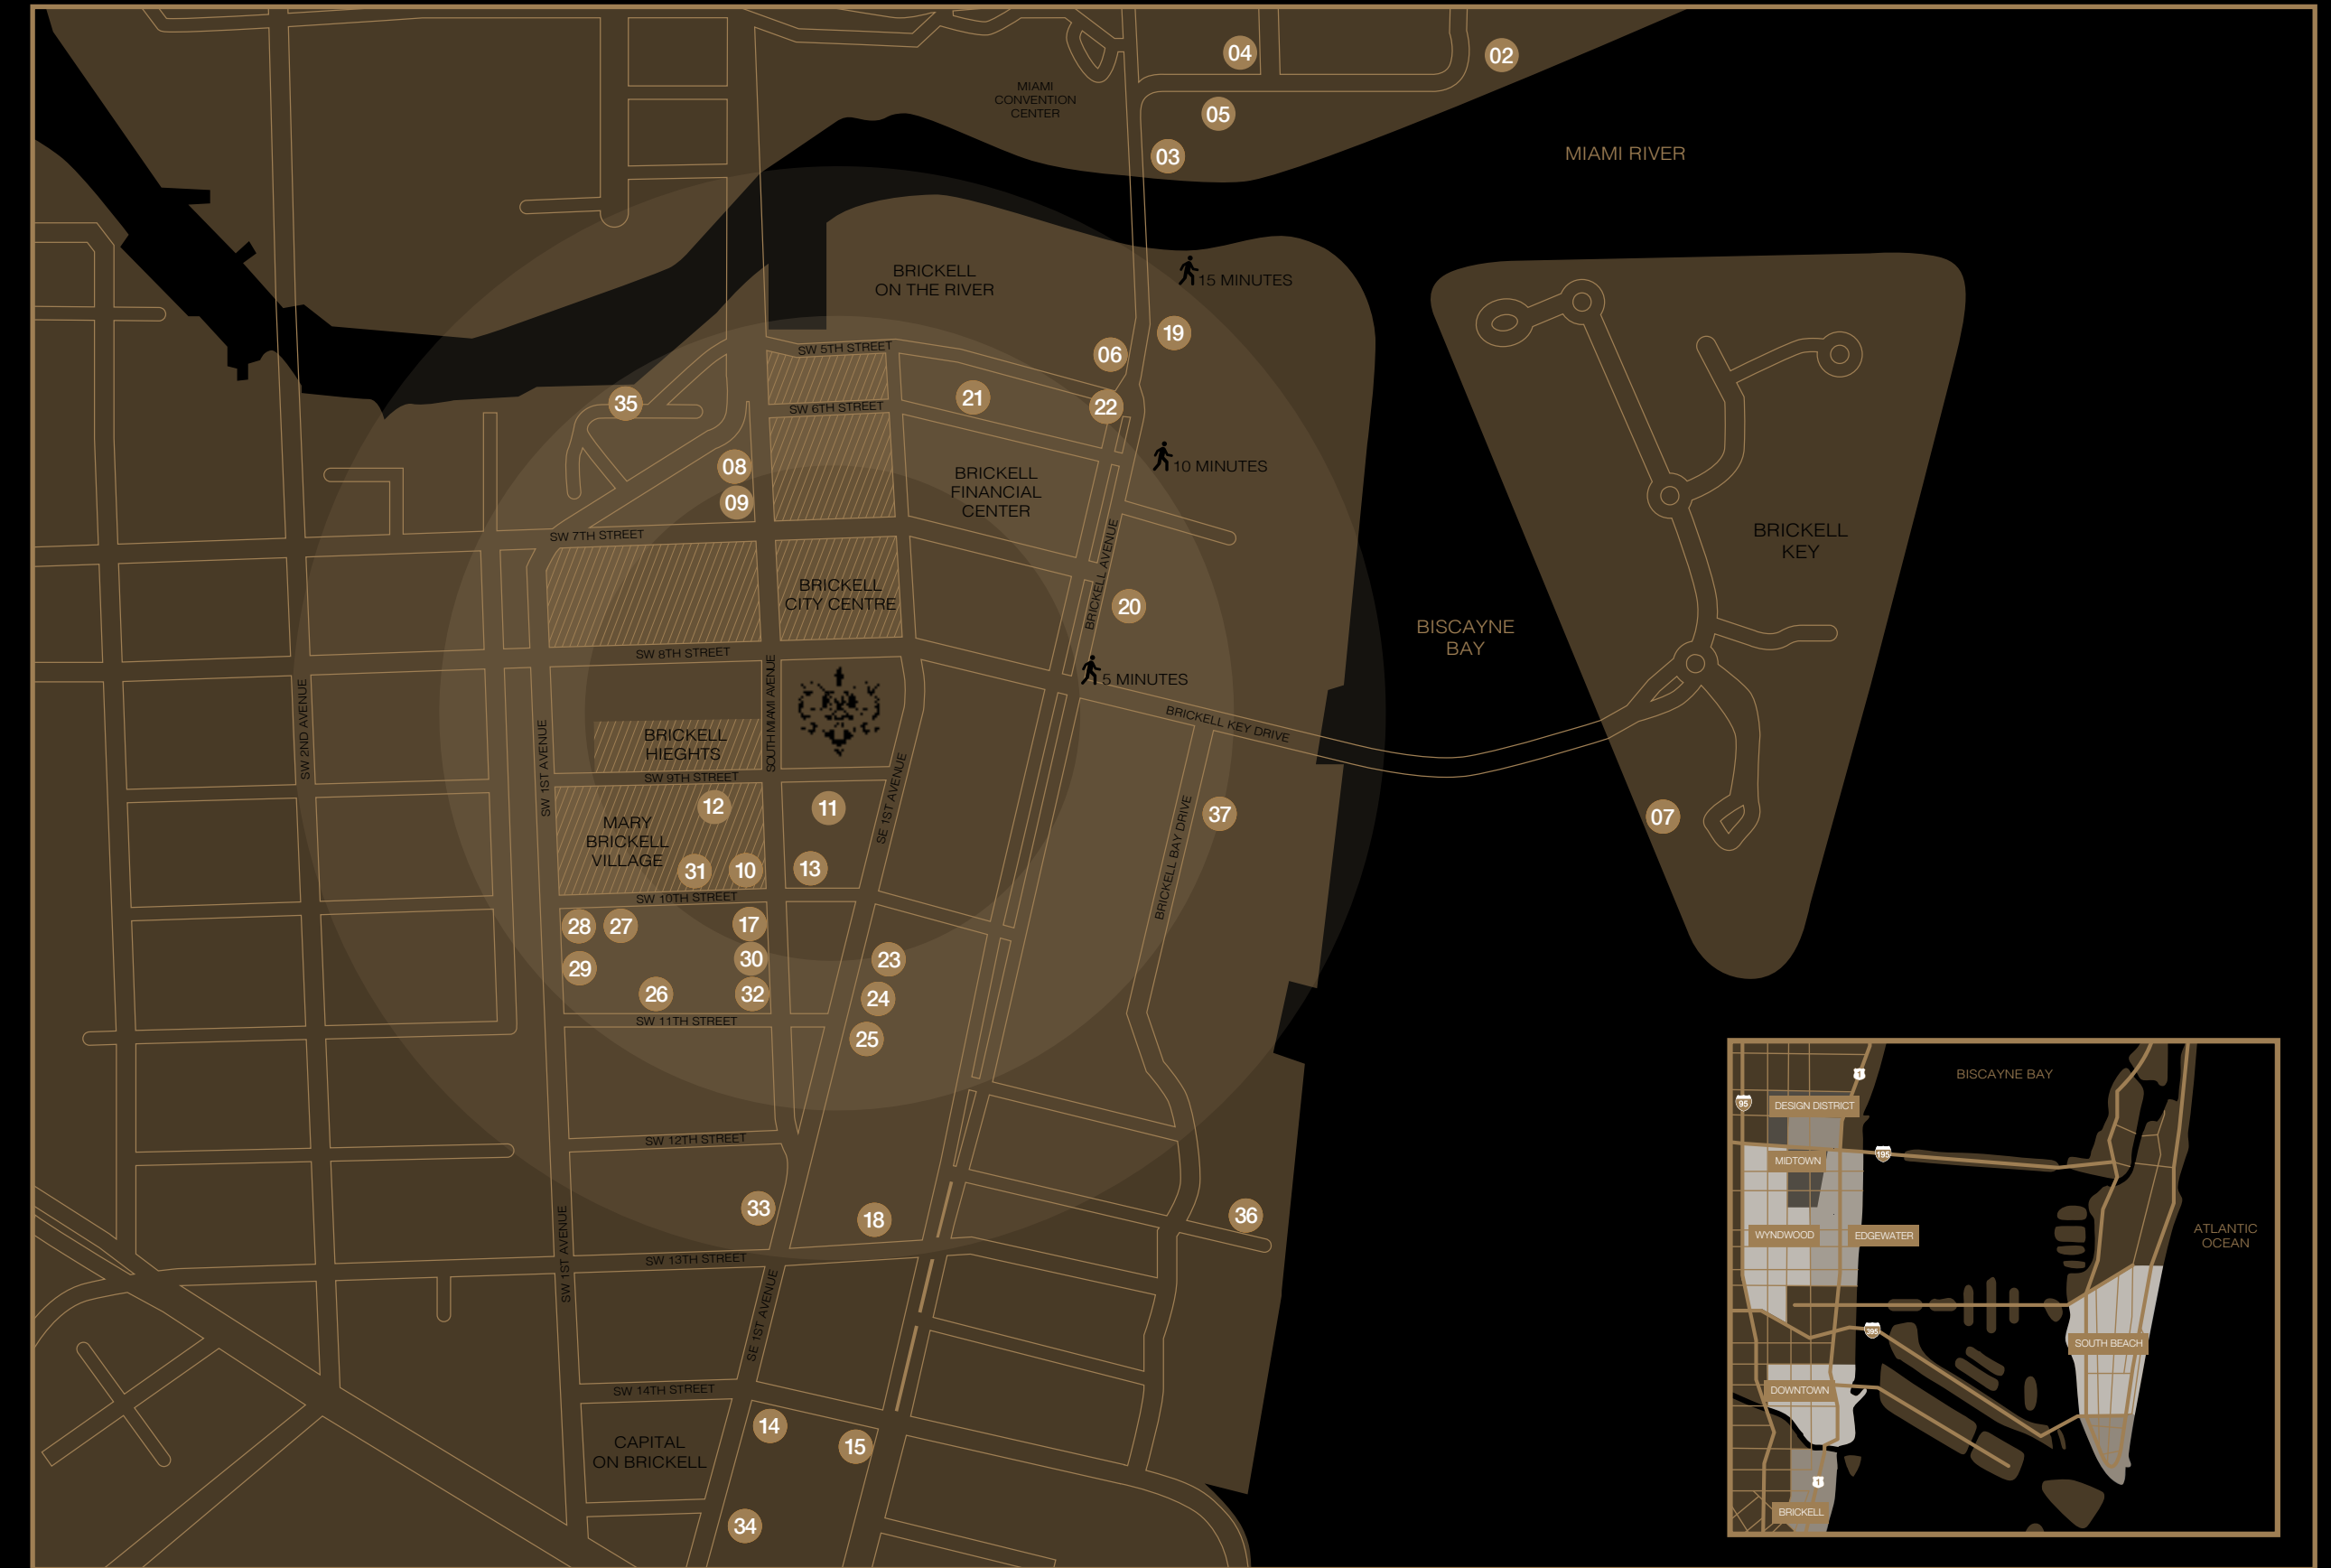 04
02
MIAMI
CONVENTION
CENTER
05
03
MIAMI RIVER
BRICKELL
ON THE RIVER
15 MINUTES
19
06
SW 5TH STREET
35
21
22
SW 6TH STREET
08
09
BRICKELL
FINANCIAL
CENTER
10 MINUTES
SW 7TH STREET
BRICKELL
KEY
BRICKELL AVENUE
BRICKELL
CITY CENTRE
20
BISCAYNE
BAY
SW 8TH STREET
5 MINUTES
SW 2ND AVENUE
SW 1ST AVENUE
SOUTH MIAMI AVENUE
BRICKELL KEY DRIVE
BRICKELL
HIEGHTS
SW 9TH STREET
12
11
SE 1ST AVENUE
37
07
MARY
BRICKELL
VILLAGE
31
10
13
BRICKELL BAY DRIVE
SW 10TH STREET
28
27
17
29
30
23
26
32
24
SW 11TH STREET
25
SW 12TH STREET
33
18
36
SW 1ST AVENUE
SW 13TH STREET
SE 1ST AVENUE
SW 14TH STREET
14
15
CAPITAL
ON BRICKELL
34
1
BISCAYNE BAY
95
DESIGN DISTRICT
195
MIDTOWN
WYNDWOOD
EDGEWATER
ATLANTIC
OCEAN
395
SOUTH BEACH
DOWNTOWN
1
BRICKELL